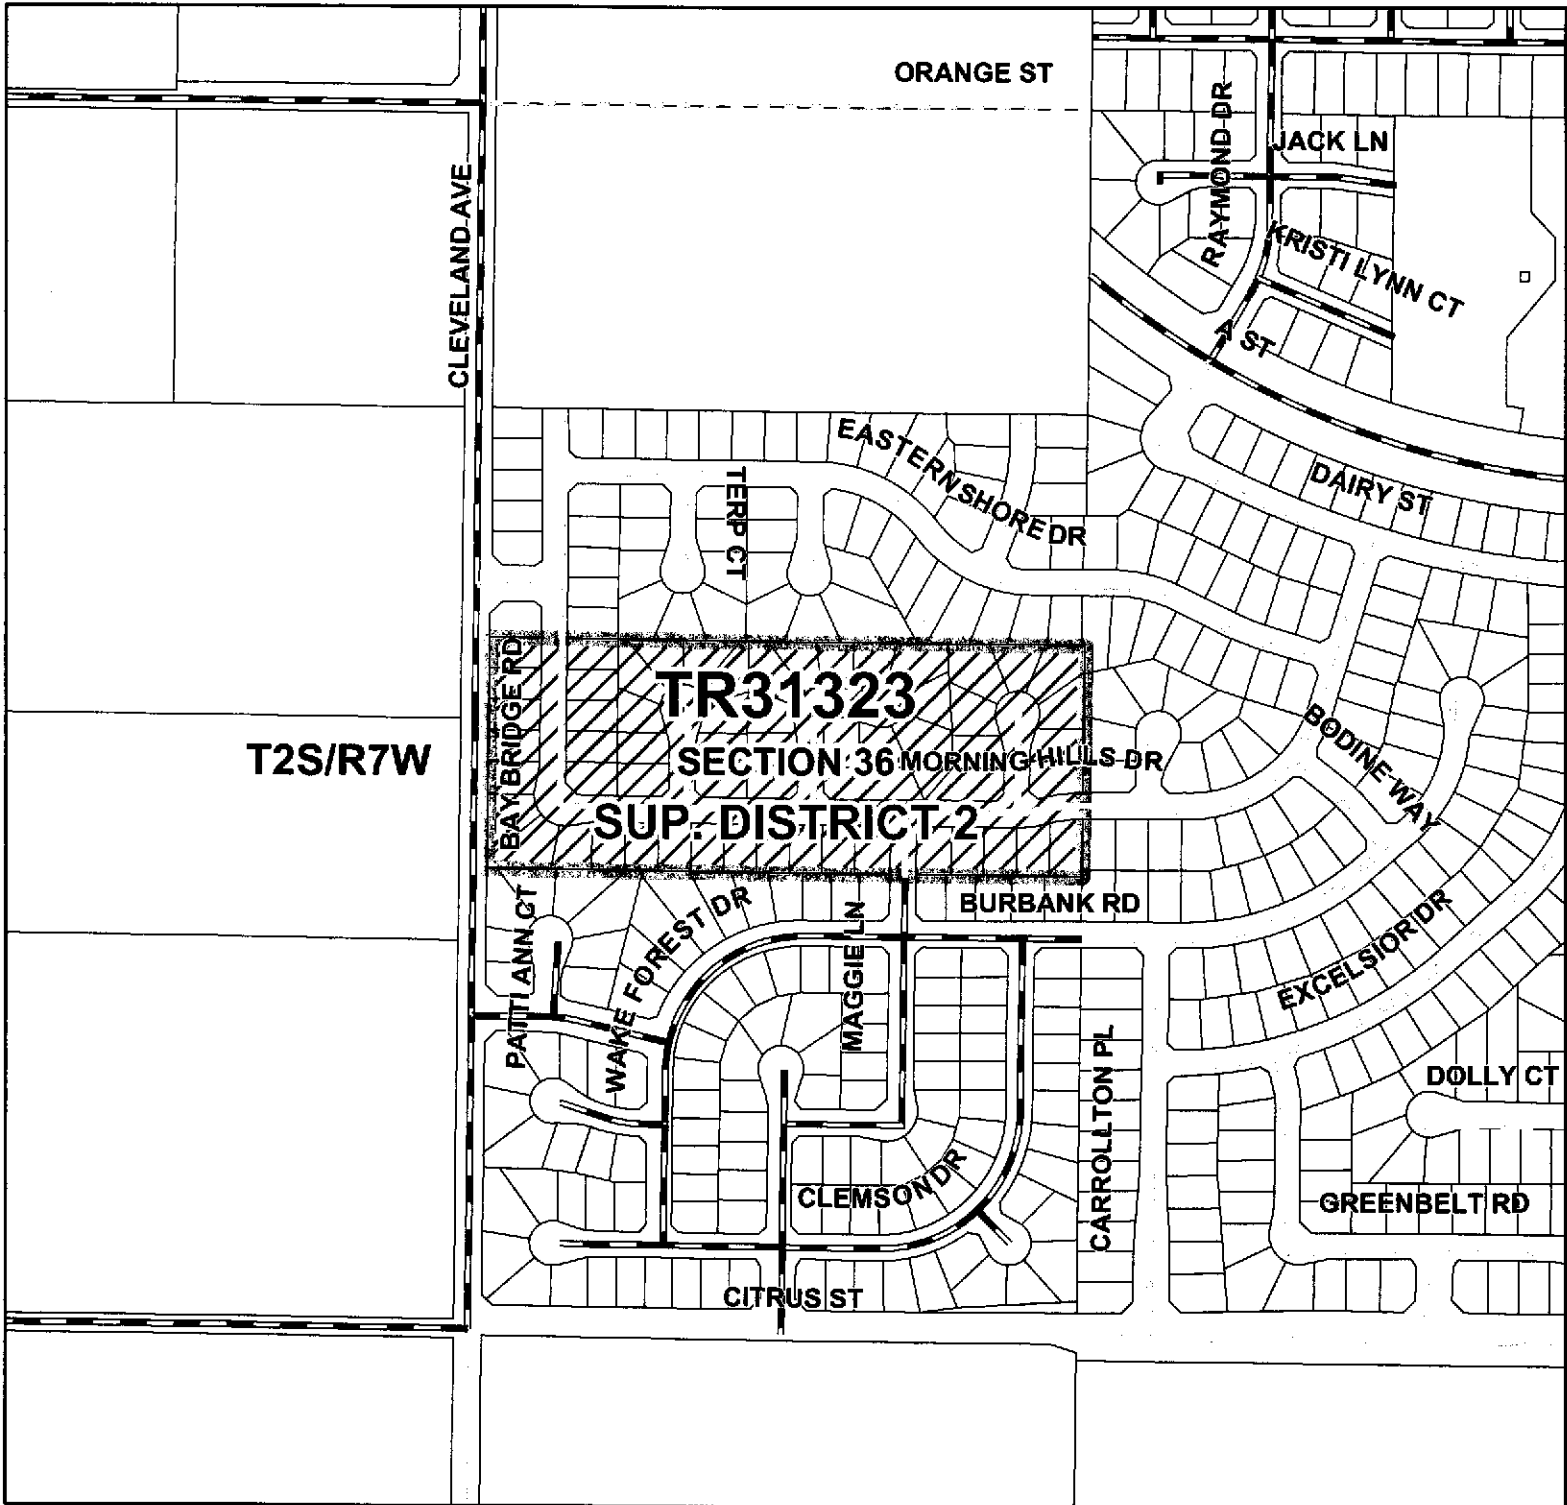 ORANGE ST
RAYMOND DR
JACK LN
CLEVELAND AVE
KRISTI LYNN CT
A ST
EASTERN SHORE DR
TERP CT
DAIRY ST
TR31323
BAY BRIDGE RD
T2S/R7W
SECTION 36
MORNING HILLS DR
BODINE WAY
SUP. DISTRICT 2
PATTI ANN CT
WAKE FOREST DR
MAGGIE LN
BURBANK RD
EXCELSIOR DR
CARROLLTON PL
DOLLY CT
CLEMSON DR
GREENBELT RD
CITRUS ST